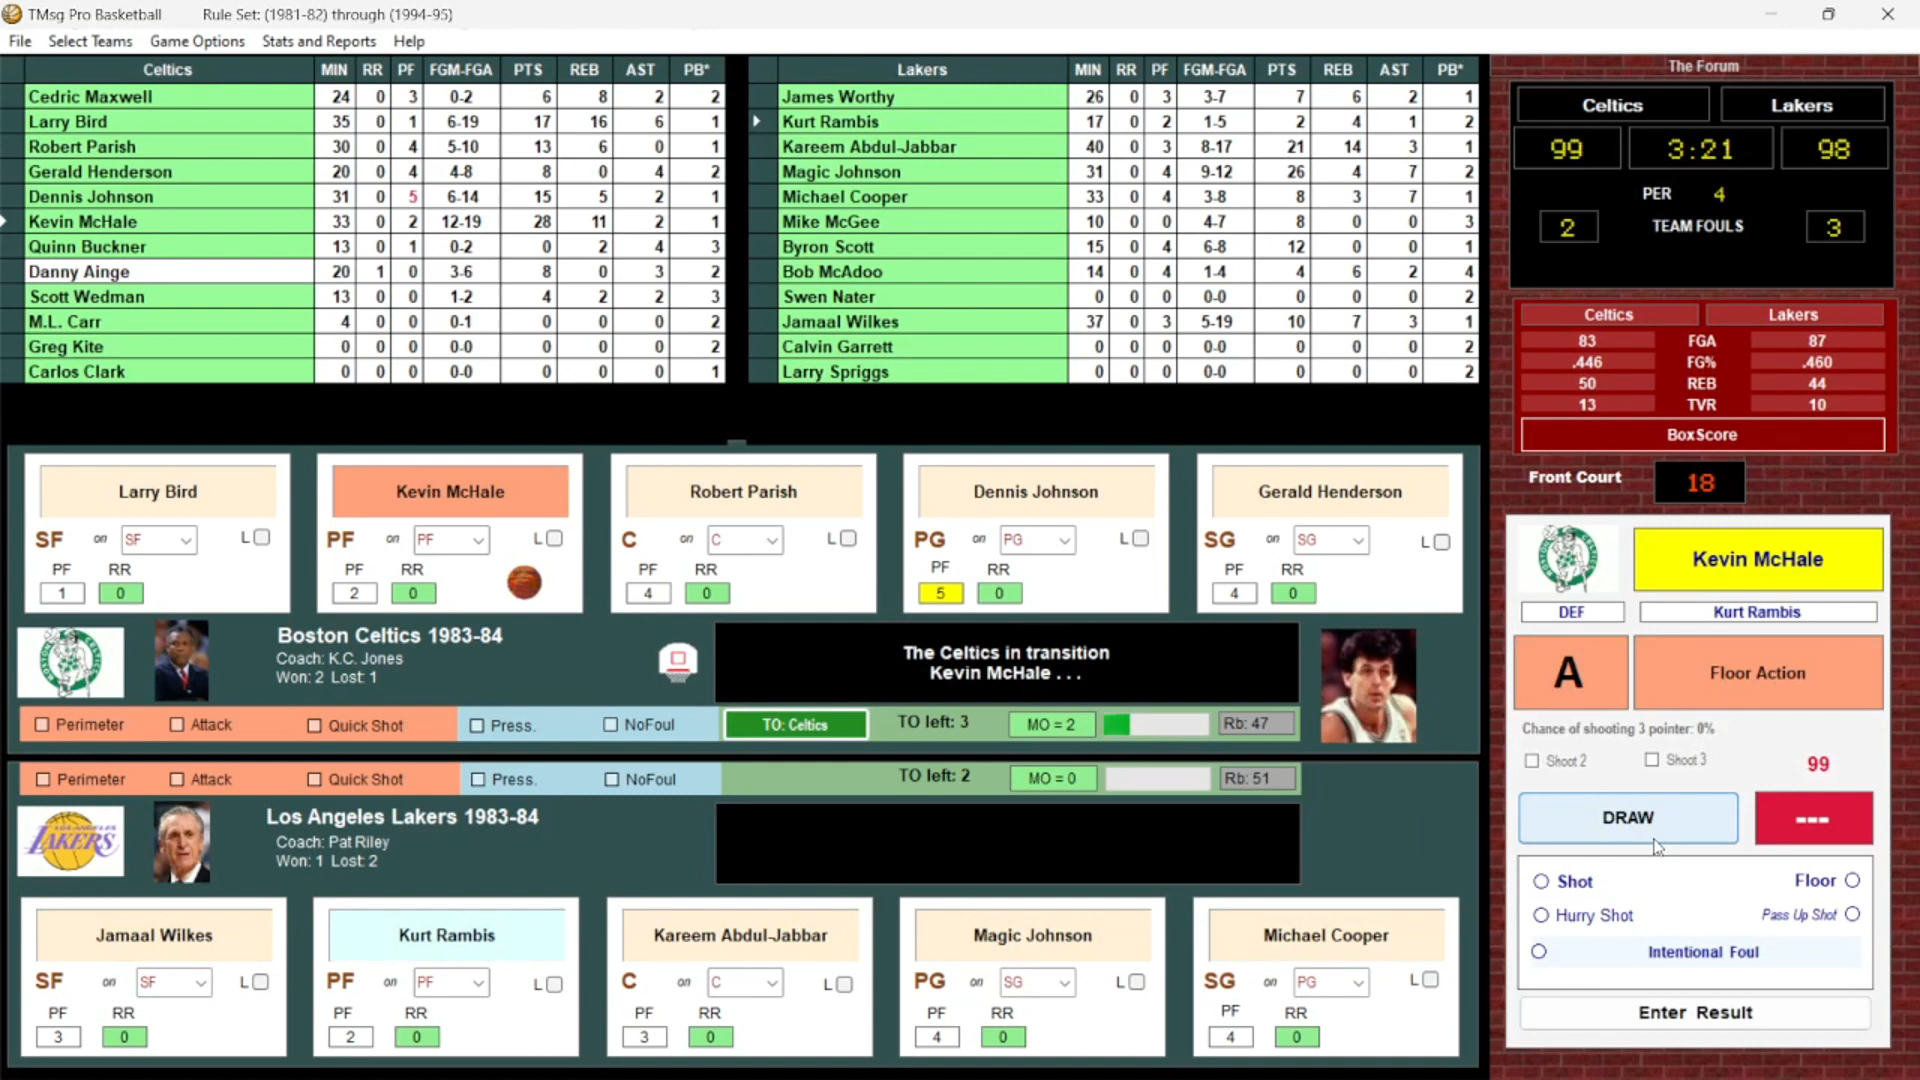 TMsg Pro Basketball Rule Set: (1981-82) through (1994-95)
File Select Teams Game Options Stats and Reports Help
Celtics MIN RR PF FGM-FGA PTS REB AST PB*
Cedric Maxwell 24 0 3 0-2 6 8 2 2
Larry Bird 35 0 1 6-19 17 16 6 1
Robert Parish 30 0 4 5-10 13 6 0 1
Gerald Henderson 20 0 4 4-8 8 0 4 2
Dennis Johnson 31 0 5 6-14 15 5 2 1
Kevin McHale 33 0 2 12-19 28 11 2 1
Quinn Buckner 13 0 1 0-2 0 2 4 3
Danny Ainge 20 1 0 3-6 8 0 3 2
Scott Wedman 13 0 0 1-2 4 2 2 3
M.L. Carr 4 0 0 0-1 0 0 0 2
Greg Kite 0 0 0 0-0 0 0 0 2
Carlos Clark 0 0 0 0-0 0 0 0 1
Lakers MIN RR PF FGM-FGA PTS REB AST PB*
James Worthy 26 0 3 3-7 7 6 2 1
Kurt Rambis 17 0 2 1-5 2 4 1 2
Kareem Abdul-Jabbar 40 0 3 8-17 21 14 3 1
Magic Johnson 31 0 4 9-12 26 4 7 2
Michael Cooper 33 0 4 3-8 8 3 7 1
Mike McGee 10 0 0 4-7 8 0 0 3
Byron Scott 15 0 4 6-8 12 0 0 1
Bob McAdoo 14 0 4 1-4 4 6 2 4
Swen Nater 0 0 0 0-0 0 0 0 2
Jamaal Wilkes 37 0 3 5-19 10 7 3 1
Calvin Garrett 0 0 0 0-0 0 0 0 2
Larry Spriggs 0 0 0 0-0 0 0 0 2
The Forum
Celtics Lakers
99 3:21 98
PER 4
2 TEAM FOULS 3
Celtics Lakers
83 FGA 87
.446 FG% .460
50 REB 44
13 TVR 10
BoxScore
Front Court 18
Larry Bird
SF on SF L
PF RR
1 0
Kevin McHale
PF on PF L
PF RR
2 0
Robert Parish
C on C L
PF RR
4 0
Dennis Johnson
PG on PG L
PF RR
5 0
Gerald Henderson
SG on SG L
PF RR
4 0
Boston Celtics 1983-84
Coach: K.C. Jones
Won: 2 Lost: 1
The Celtics in transition
Kevin McHale . . .
Perimeter Attack Quick Shot Press. NoFoul TO: Celtics TO left: 3 MO = 2 Rb: 47
Perimeter Attack Quick Shot Press. NoFoul TO left: 2 MO = 0 Rb: 51
LAKERS
Los Angeles Lakers 1983-84
Coach: Pat Riley
Won: 1 Lost: 2
Jamaal Wilkes
SF on SF L
PF RR
3 0
Kurt Rambis
PF on PF L
PF RR
2 0
Kareem Abdul-Jabbar
C on C L
PF RR
3 0
Magic Johnson
PG on SG L
PF RR
4 0
Michael Cooper
SG on PG L
PF RR
4 0
Kevin McHale
DEF Kurt Rambis
A Floor Action
Chance of shooting 3 pointer: 0%
Shoot 2 Shoot 3 99
DRAW ---
Shot Floor
Hurry Shot Pass Up Shot
Intentional Foul
Enter Result